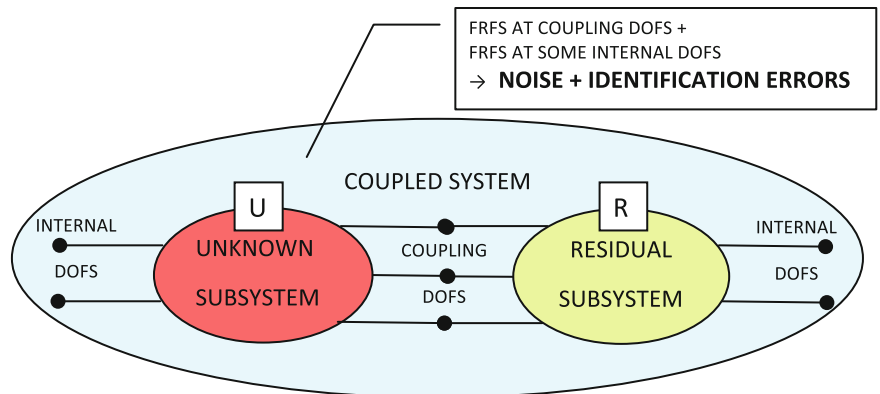 FRFS AT COUPLING DOFS +
FRFS AT SOME INTERNAL DOFS
→ NOISE + IDENTIFICATION ERRORS
COUPLED SYSTEM
U
R
INTERNAL
DOFS
UNKNOWN
SUBSYSTEM
COUPLING
DOFS
RESIDUAL
SUBSYSTEM
INTERNAL
DOFS